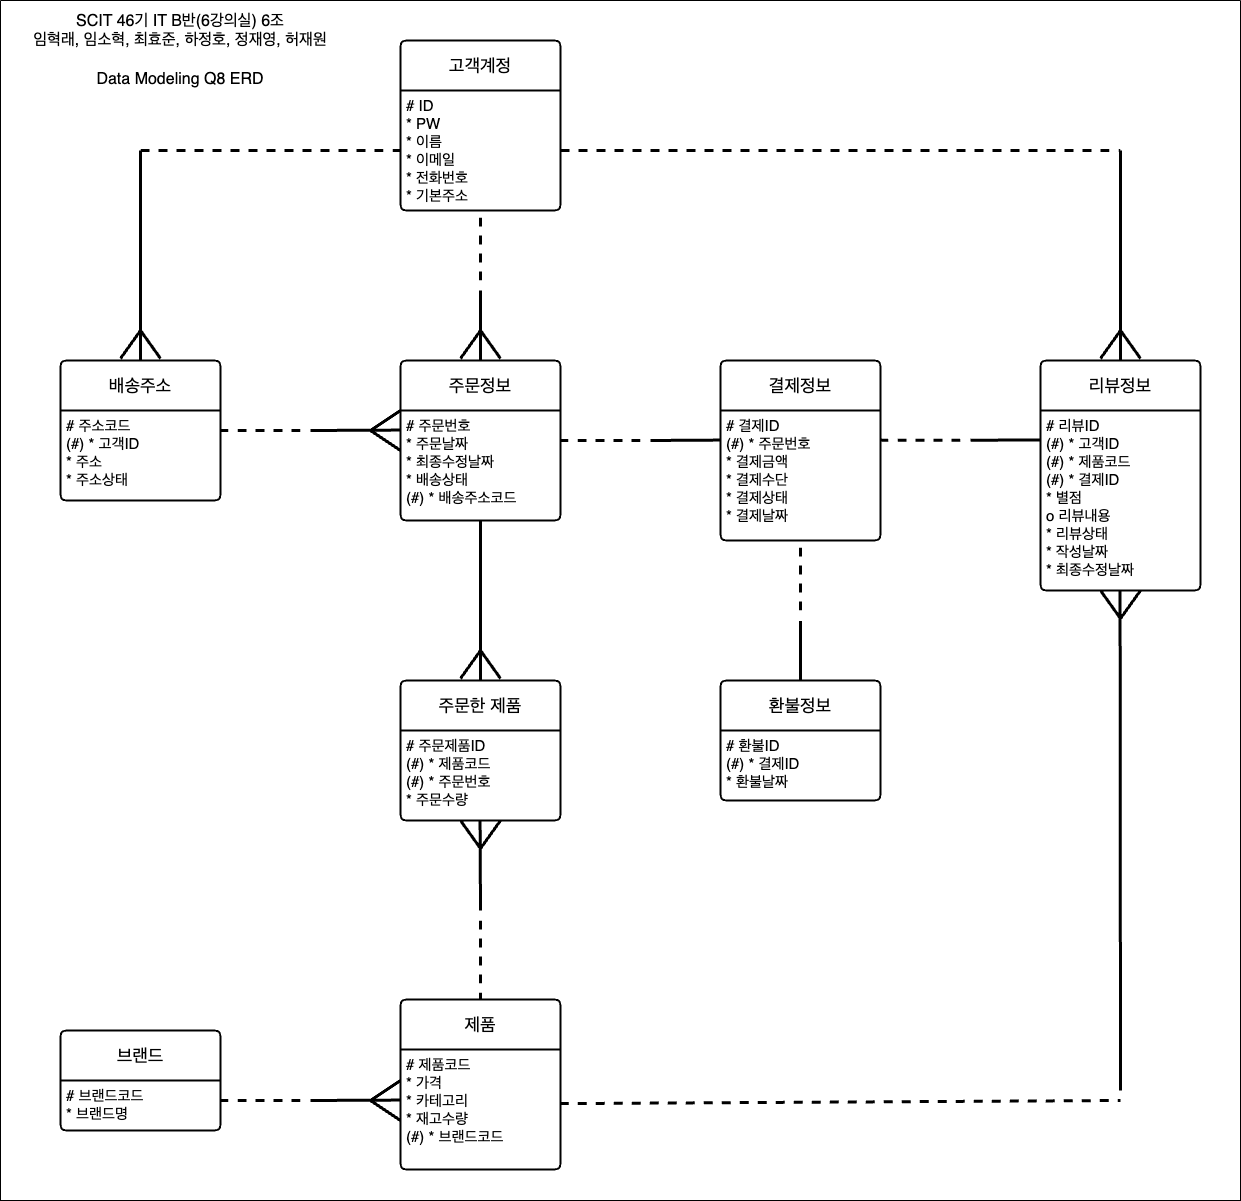 SCIT 46기 IT B반(6강의실) 6조
임혁래, 임소혁, 최효준, 하정호, 정재영, 허재원
Data Modeling Q8 ERD
고객계정
# ID
* PW
* 이름
* 이메일
* 전화번호
* 기본주소
배송주소
# 주소코드
(#) * 고객ID
* 주소
* 주소상태
주문정보
# 주문번호
* 주문날짜
* 최종수정날짜
* 배송상태
(#) * 배송주소코드
결제정보
# 결제ID
(#) * 주문번호
* 결제금액
* 결제수단
* 결제상태
* 결제날짜
리뷰정보
# 리뷰ID
(#) * 고객ID
(#) * 제품코드
(#) * 결제ID
* 별점
o 리뷰내용
* 리뷰상태
* 작성날짜
* 최종수정날짜
주문한 제품
# 주문제품ID
(#) * 제품코드
(#) * 주문번호
* 주문수량
환불정보
# 환불ID
(#) * 결제ID
* 환불날짜
브랜드
# 브랜드코드
* 브랜드명
제품
# 제품코드
* 가격
* 카테고리
* 재고수량
(#) * 브랜드코드